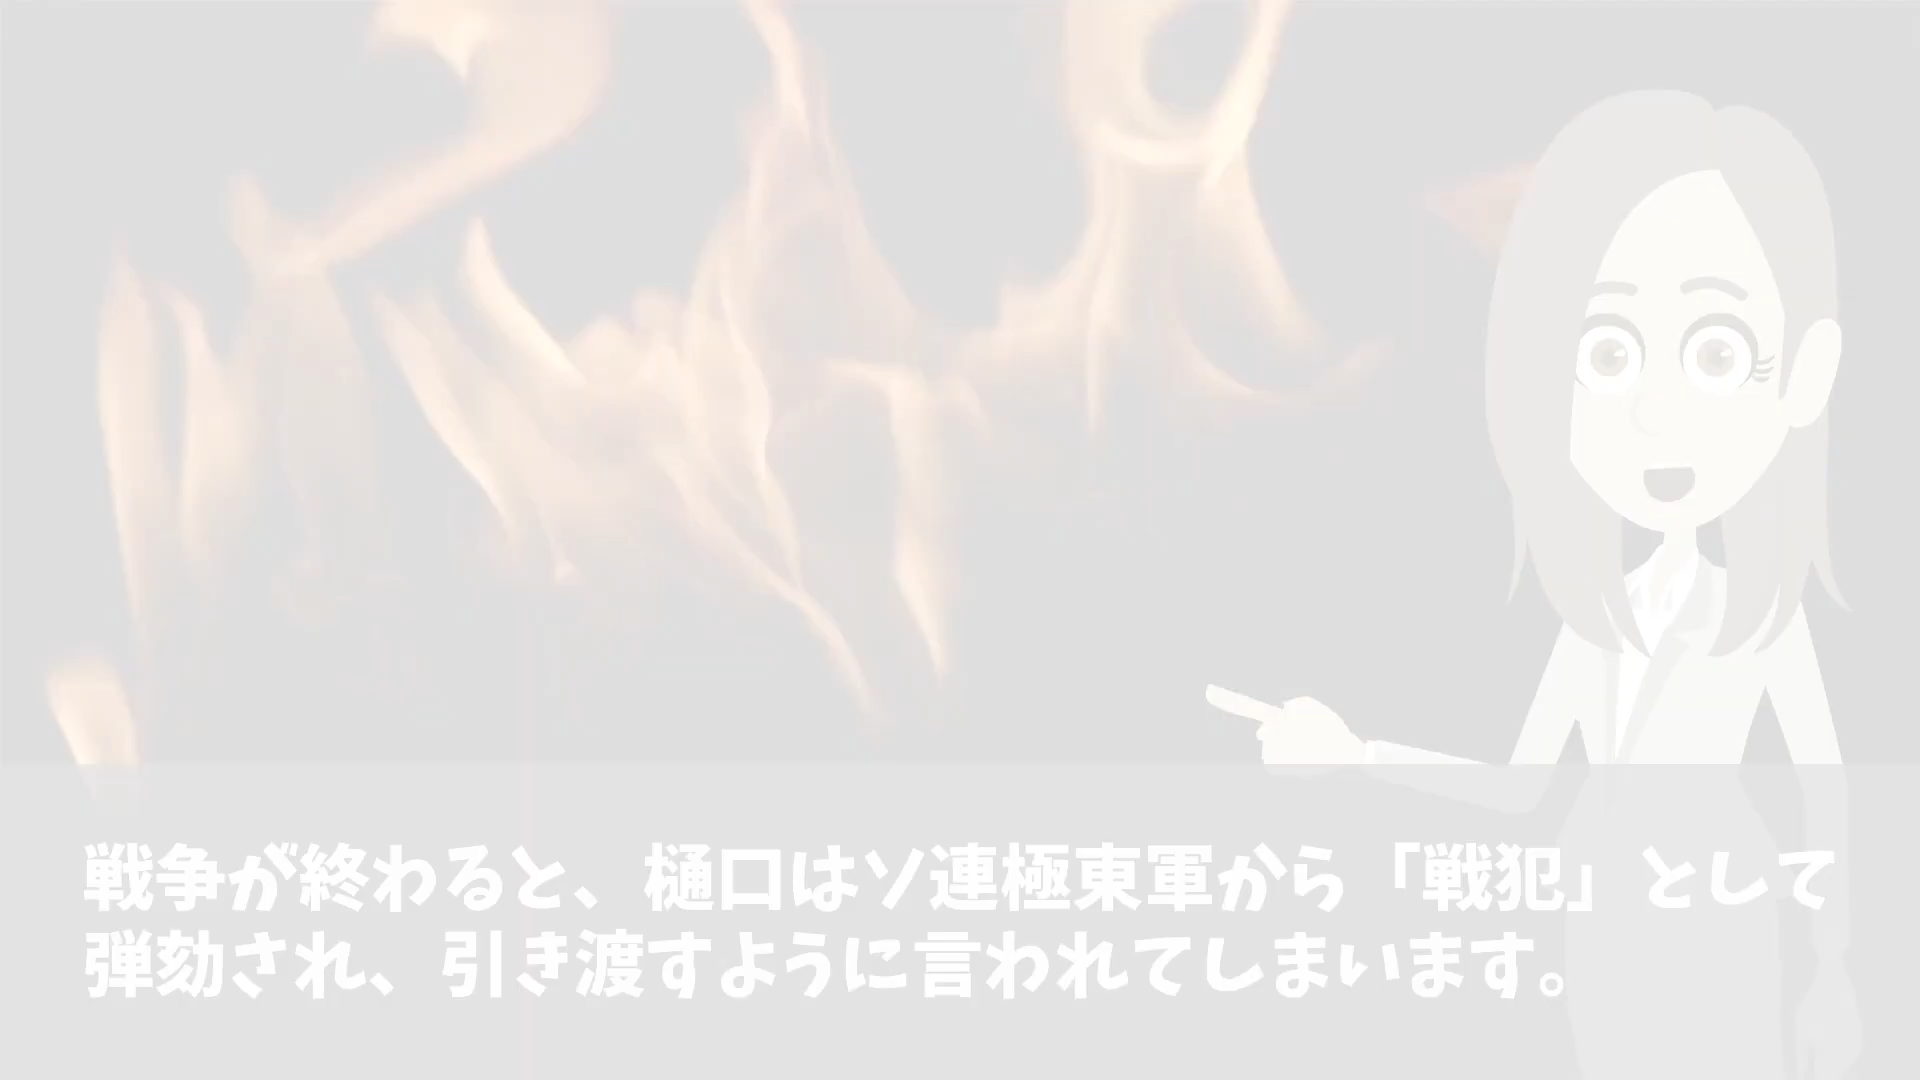 戦争が終わると、樋口はソ連極東軍から「戦犯」として
弾劾されれ、引き渡すように言われてしまいます。